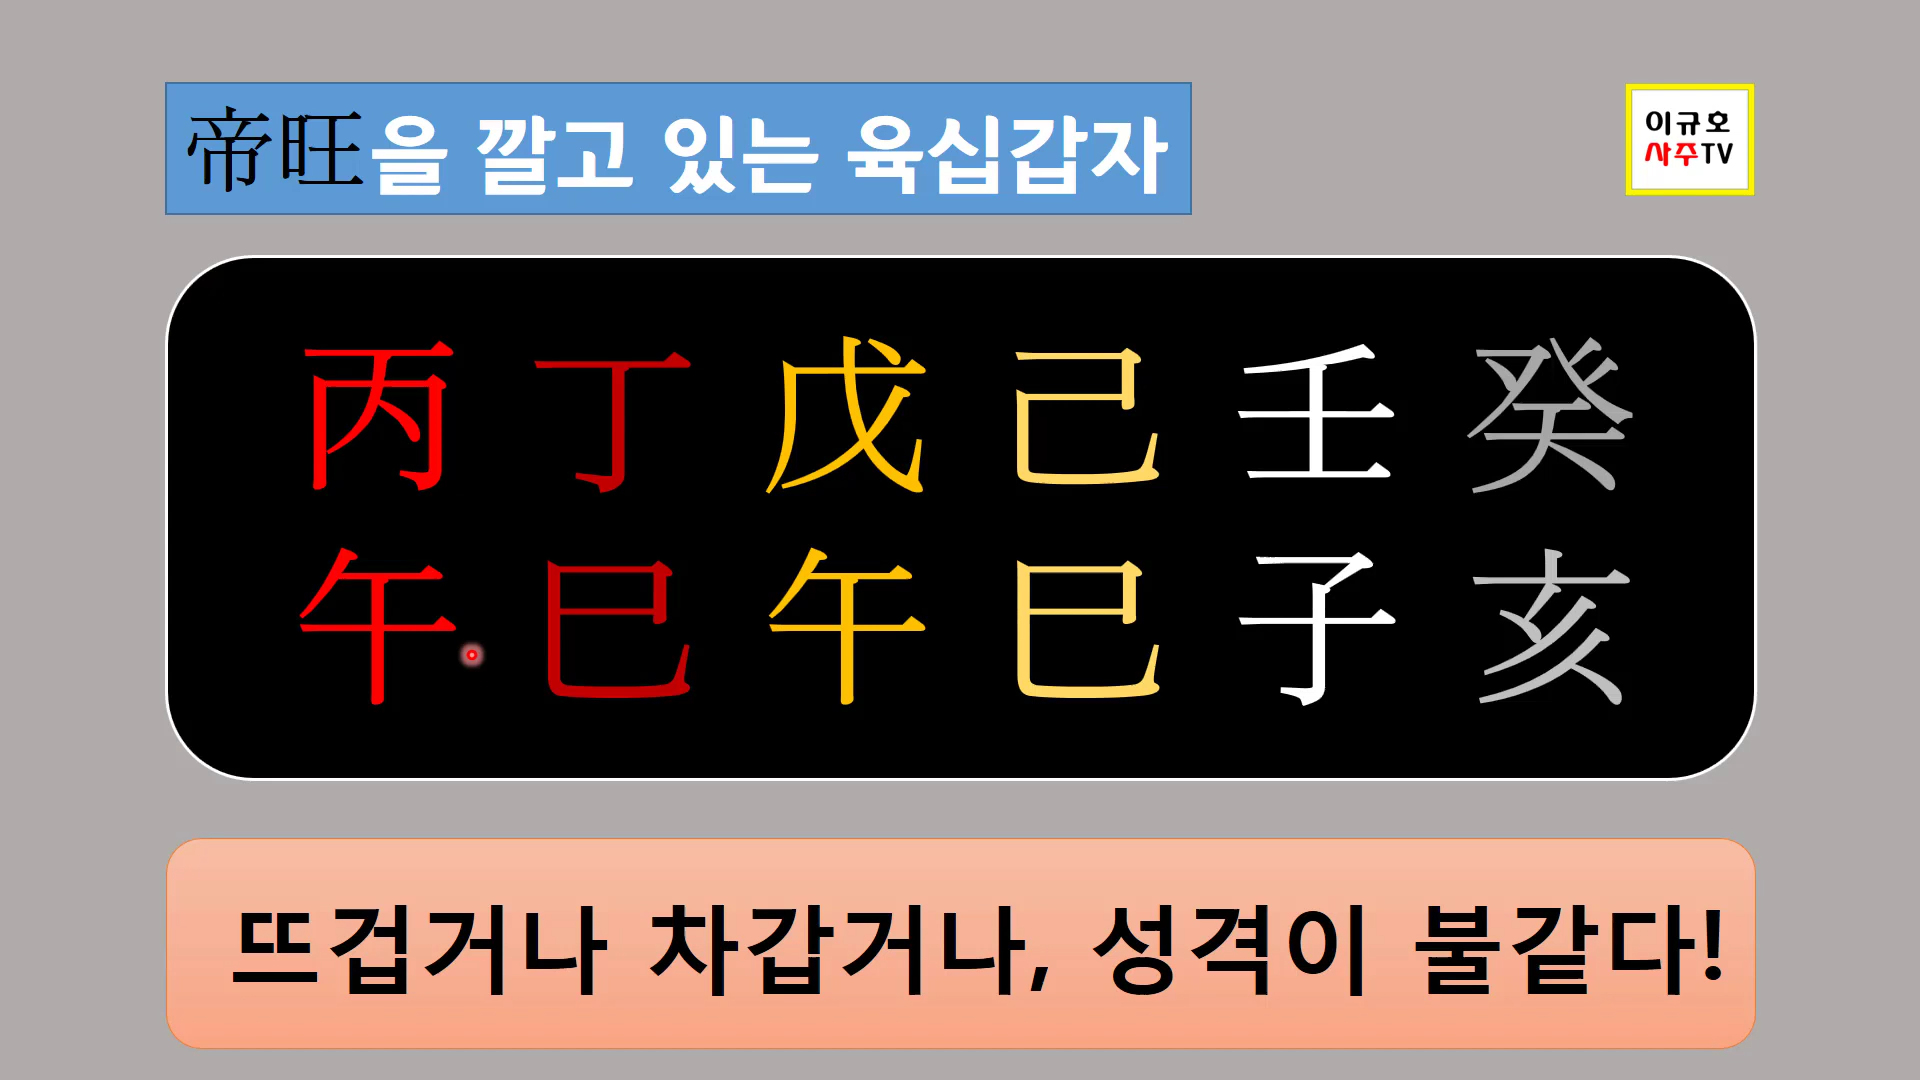 帝旺을 깔고 있는 육십갑자
이규호
사주TV
丙 丁 戊 己 壬 癸
午 巳 午 巳 子 亥
뜨겁거나 차갑거나, 성격이 불같다!